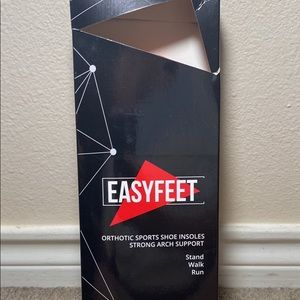 EASYFEET
ORTHOTIC SPORTS SHOE INSOLES
STRONG ARCH SUPPORT
Stand
Walk
Run